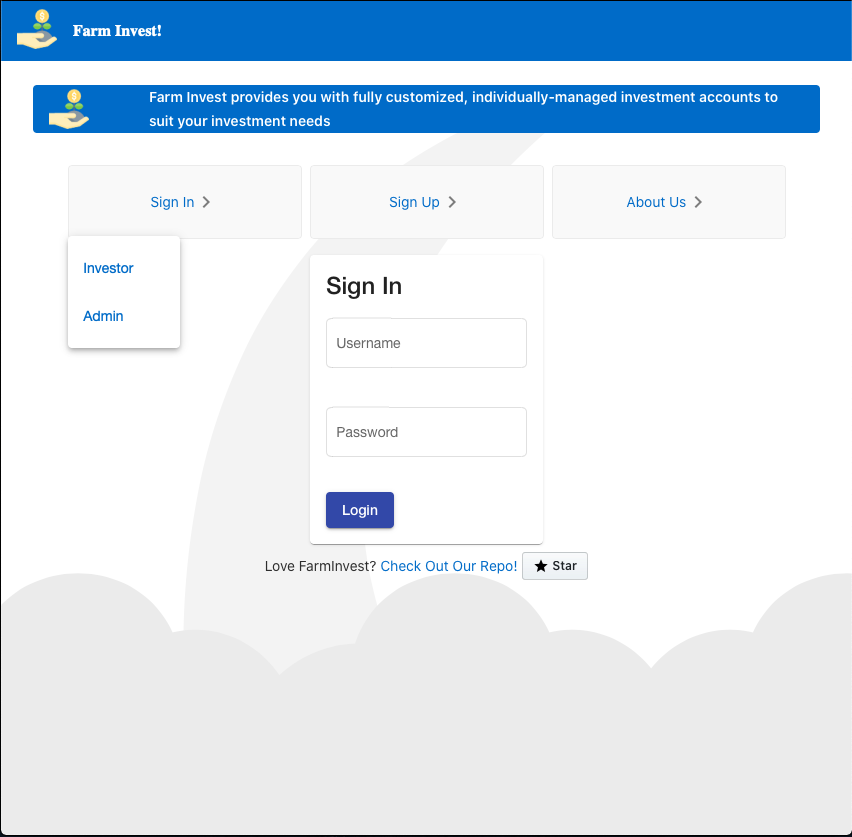 Farm Invest!
Farm Invest provides you with fully customized, individually-managed investment accounts to
suit your investment needs
Sign In
Sign Up
About Us
Investor
Admin
Sign In
Username
Password
Login
Love FarmInvest? Check Out Our Repo! Star